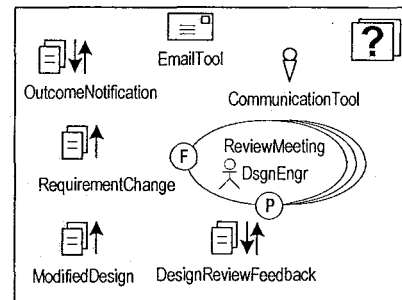 ?
EmailTool
OutcomeNotification
CommunicationTool
ReviewMeeting
F
DsgnEngr
RequirementChange
P
ModifiedDesign
DesignReviewFeedback